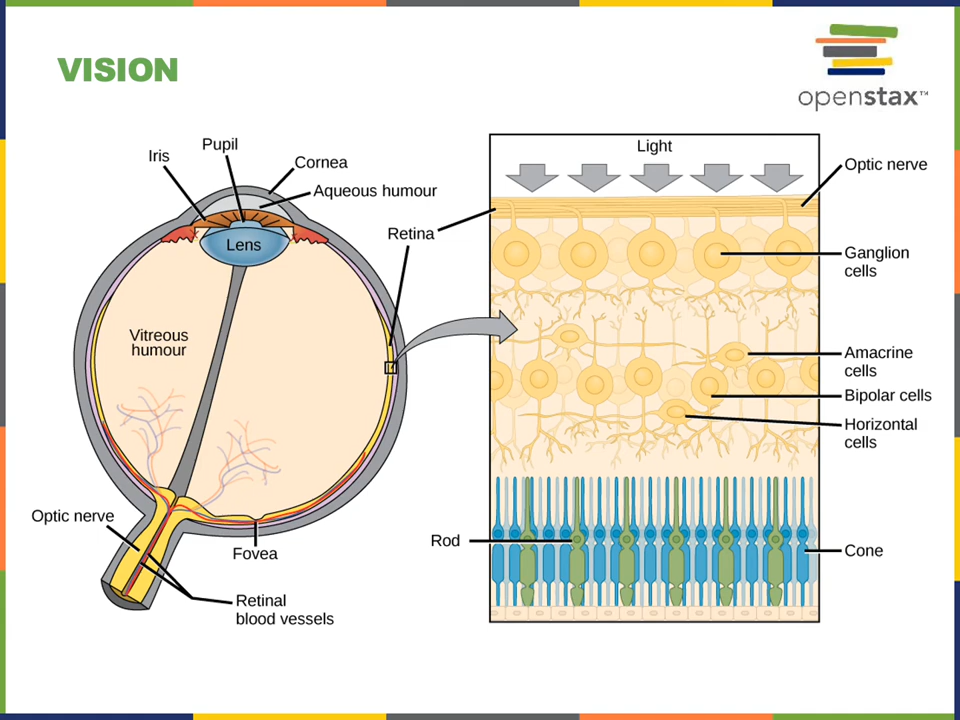 VISION
openstax™
Iris
Pupil
Cornea
Aqueous humour
Lens
Retina
Vitreous
humour
Optic nerve
Fovea
Retinal
blood vessels
Light
Optic nerve
Ganglion
cells
Amacrine
cells
Bipolar cells
Horizontal
cells
Rod
Cone